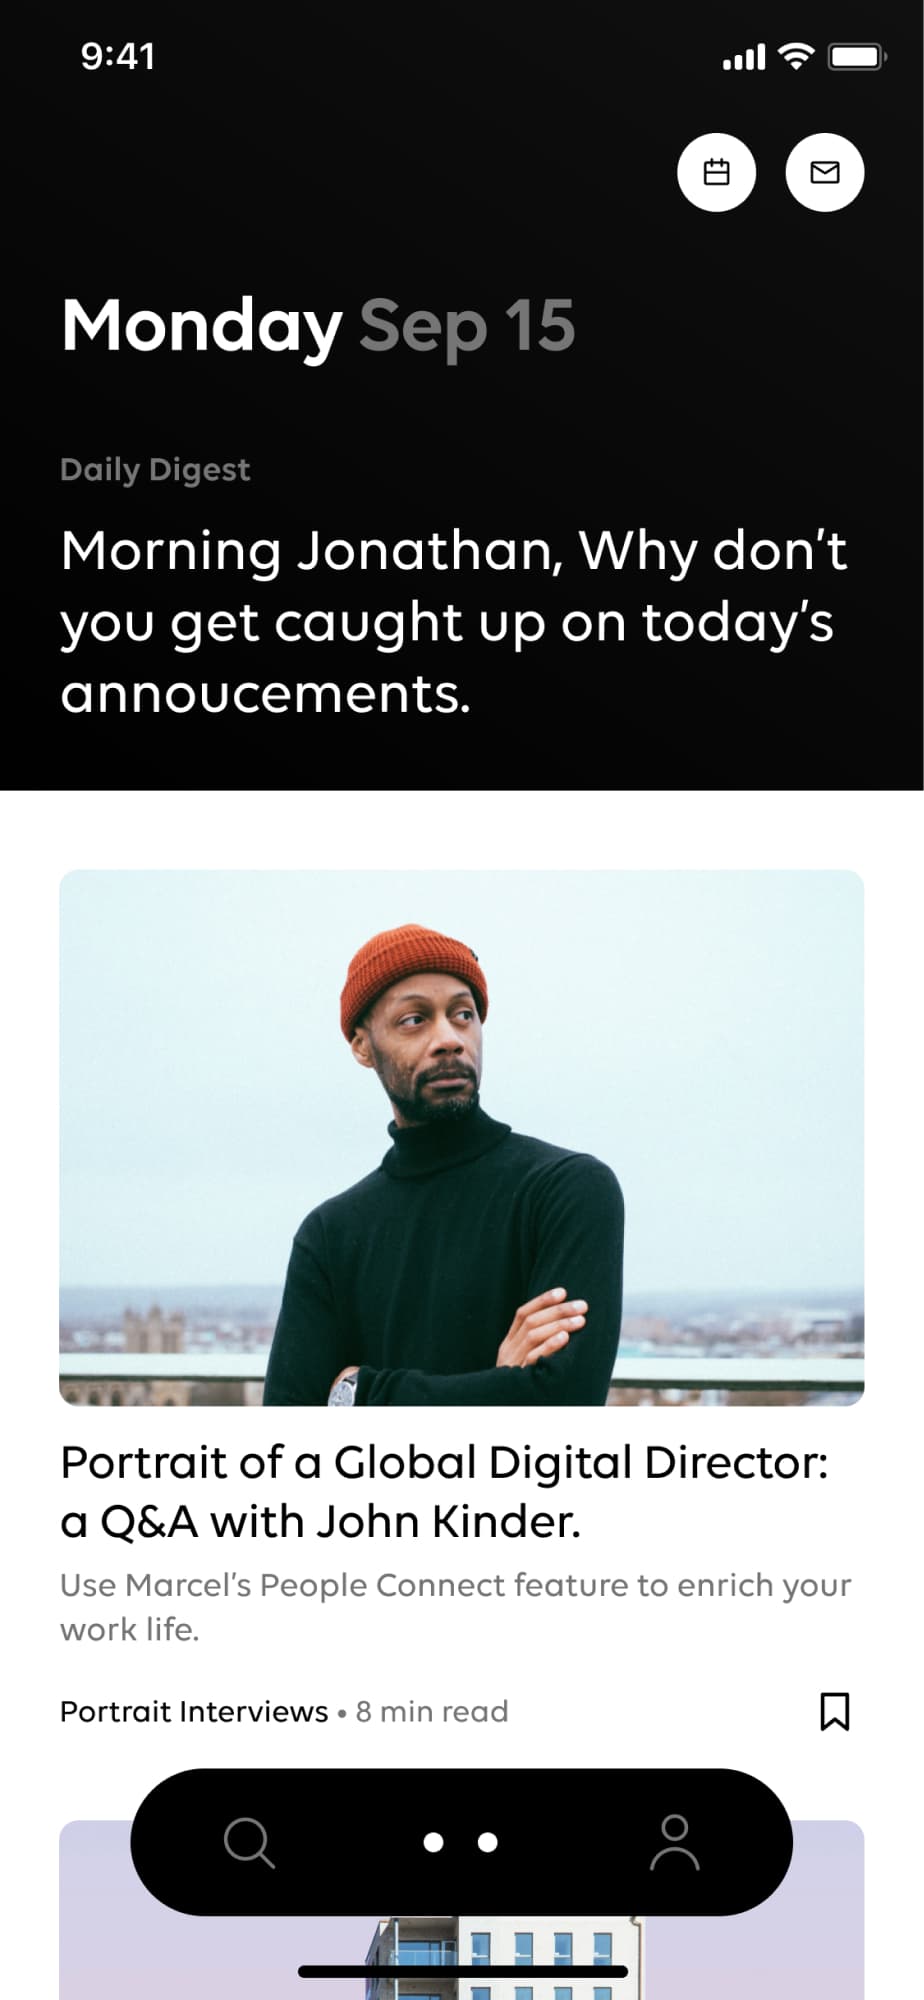 9:41
Monday Sep 15
Daily Digest
Morning Jonathan, Why don’t
you get caught up on today’s
annoucements.
Portrait of a Global Digital Director:
a Q&A with John Kinder.
Use Marcel’s People Connect feature to enrich your
work life.
Portrait Interviews • 8 min read